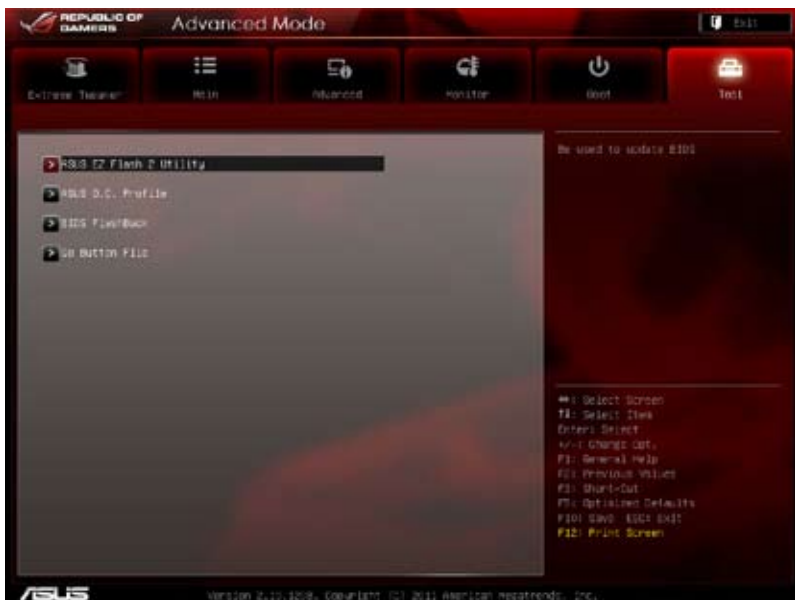 REPUBLIC OF
GAMERS
Advanced Mode
Exit
Extreme Tweaker
Main
Advanced
Monitor
Boot
Tool
ASUS EZ Flash 2 Utility
ASUS O.C. Profile
BIOS FlashBack
Go Button File
Be used to update BIOS
: Select Screen
: Select Item
Enter: Select
+/-: Change Opt.
F1: General Help
F2: Previous Values
F3: Short-Cut
F5: Optimized Defaults
F10: Save ESC: Exit
F12: Print Screen
ASUS
Version 2.10.1208. Copyright (C) 2011 American Megatrends, Inc.